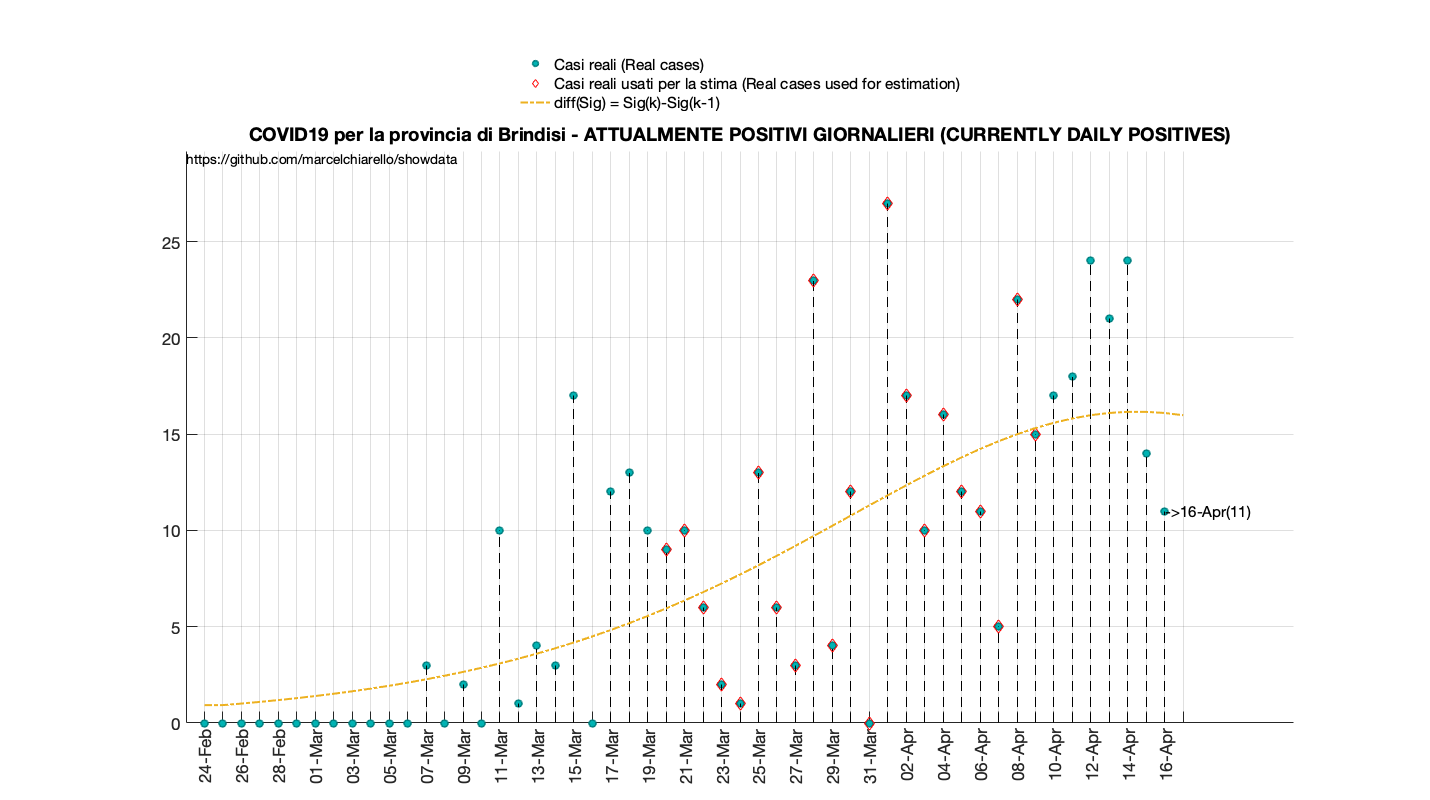 Casi reali (Real cases)
Casi reali usati per la stima (Real cases used for estimation)
diff(Sig) = Sig(k)-Sig(k-1)
COVID19 per la provincia di Brindisi - ATTUALMENTE POSITIVI GIORNALIERI (CURRENTLY DAILY POSITIVES)
https://github.com/marcelchiarello/showdata
25
20
15
10
5
0
->16-Apr(11)
24-Feb
26-Feb
28-Feb
01-Mar
03-Mar
05-Mar
07-Mar
09-Mar
11-Mar
13-Mar
15-Mar
17-Mar
19-Mar
21-Mar
23-Mar
25-Mar
27-Mar
29-Mar
31-Mar
02-Apr
04-Apr
06-Apr
08-Apr
10-Apr
12-Apr
14-Apr
16-Apr